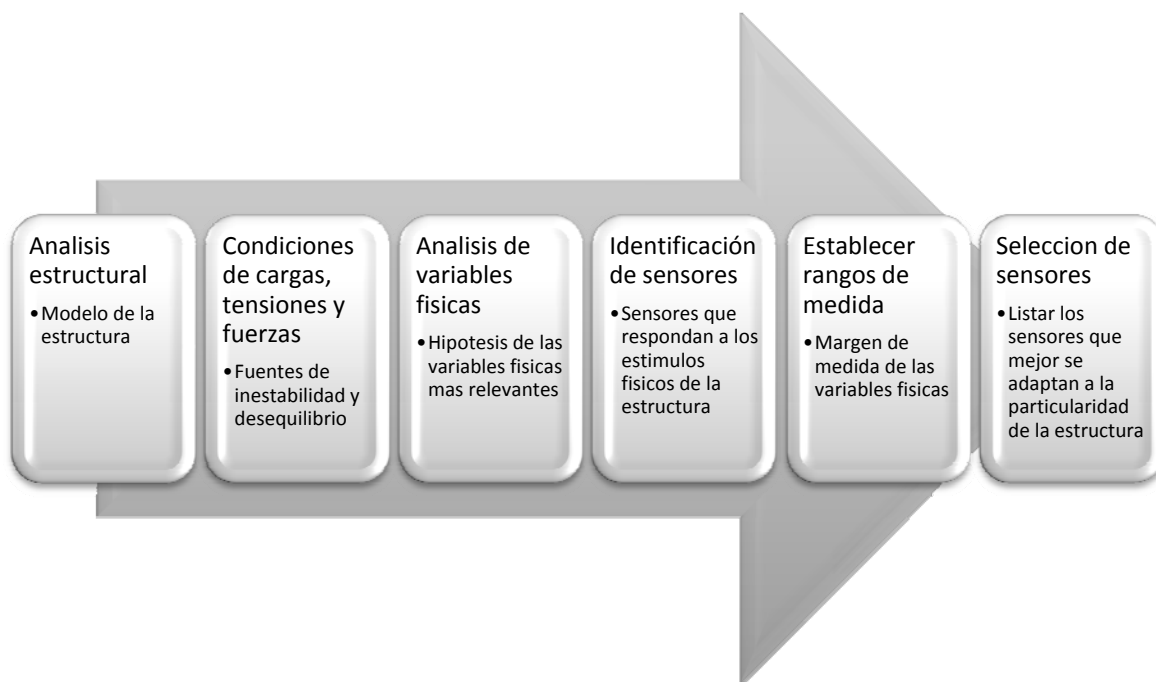 Analisis
estructural
•Modelo de la
estructura
Condiciones
de cargas,
tensiones y
fuerzas
•Fuentes de
inestabilidad y
desequilibrio
Analisis de
variables
fisicas
•Hipotesis de las
variables fisicas
mas relevantes
Identificación
de sensores
•Sensores que
respondan a los
estimulos
fisicos de la
estructura
Establecer
rangos de
medida
•Margen de
medida de las
variables fisicas
Seleccion de
sensores
•Listar los
sensores que
mejor se
adaptan a la
particularidad
de la estructura